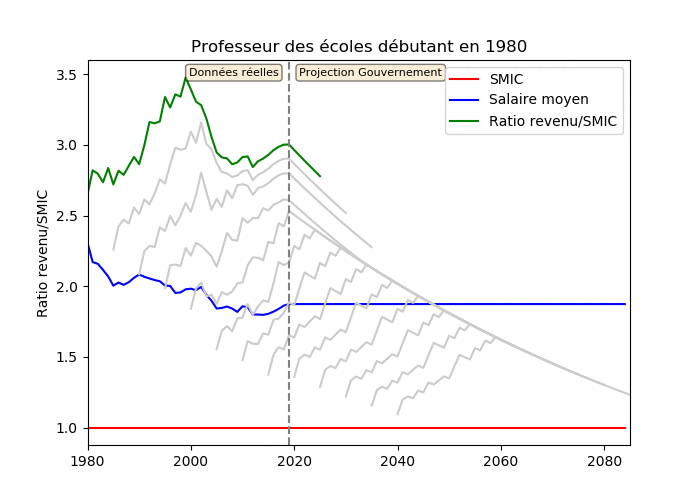 Professeur des écoles débutant en 1980
Données réelles
Projection Gouvernement
SMIC
Salaire moyen
Ratio revenu/SMIC
Ratio revenu/SMIC
3.5
3.0
2.5
2.0
1.5
1.0
1980
2000
2020
2040
2060
2080